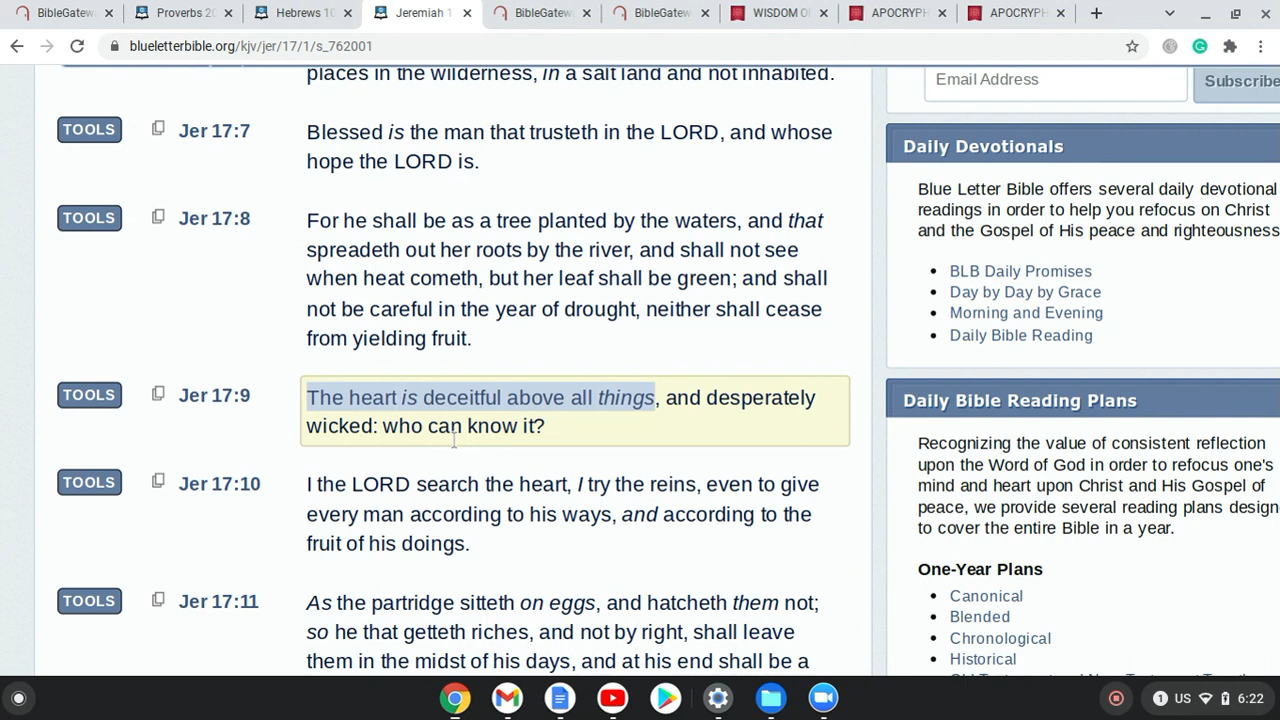 BibleGatew
Proverbs 20
Hebrews 10
Jeremiah 1
BibleGatew
BibleGatew
WISDOM O
APOCRYPH
APOCRYPH
blueletterbible.org/kjv/jer/17/1/s_762001
places in the wilderness, in a salt land and not inhabited.
TOOLS
Jer 17:7
Blessed is the man that trusteth in the LORD, and whose
hope the LORD is.
TOOLS
Jer 17:8
For he shall be as a tree planted by the waters, and that
spreadeth out her roots by the river, and shall not see
when heat cometh, but her leaf shall be green; and shall
not be careful in the year of drought, neither shall cease
from yielding fruit.
TOOLS
Jer 17:9
The heart is deceitful above all things, and desperately
wicked: who can know it?
TOOLS
Jer 17:10
I the LORD search the heart, I try the reins, even to give
every man according to his ways, and according to the
fruit of his doings.
TOOLS
Jer 17:11
As the partridge sitteth on eggs, and hatcheth them not;
so he that getteth riches, and not by right, shall leave
them in the midst of his days, and at his end shall be a
Email Address
Subscribe
Daily Devotionals
Blue Letter Bible offers several daily devotional
readings in order to help you refocus on Christ
and the Gospel of His peace and righteousness
BLB Daily Promises
Day by Day by Grace
Morning and Evening
Daily Bible Reading
Daily Bible Reading Plans
Recognizing the value of consistent reflection
upon the Word of God in order to refocus one's
mind and heart upon Christ and His Gospel of
peace, we provide several reading plans design
to cover the entire Bible in a year.
One-Year Plans
Canonical
Blended
Chronological
Historical
1 US 6:22